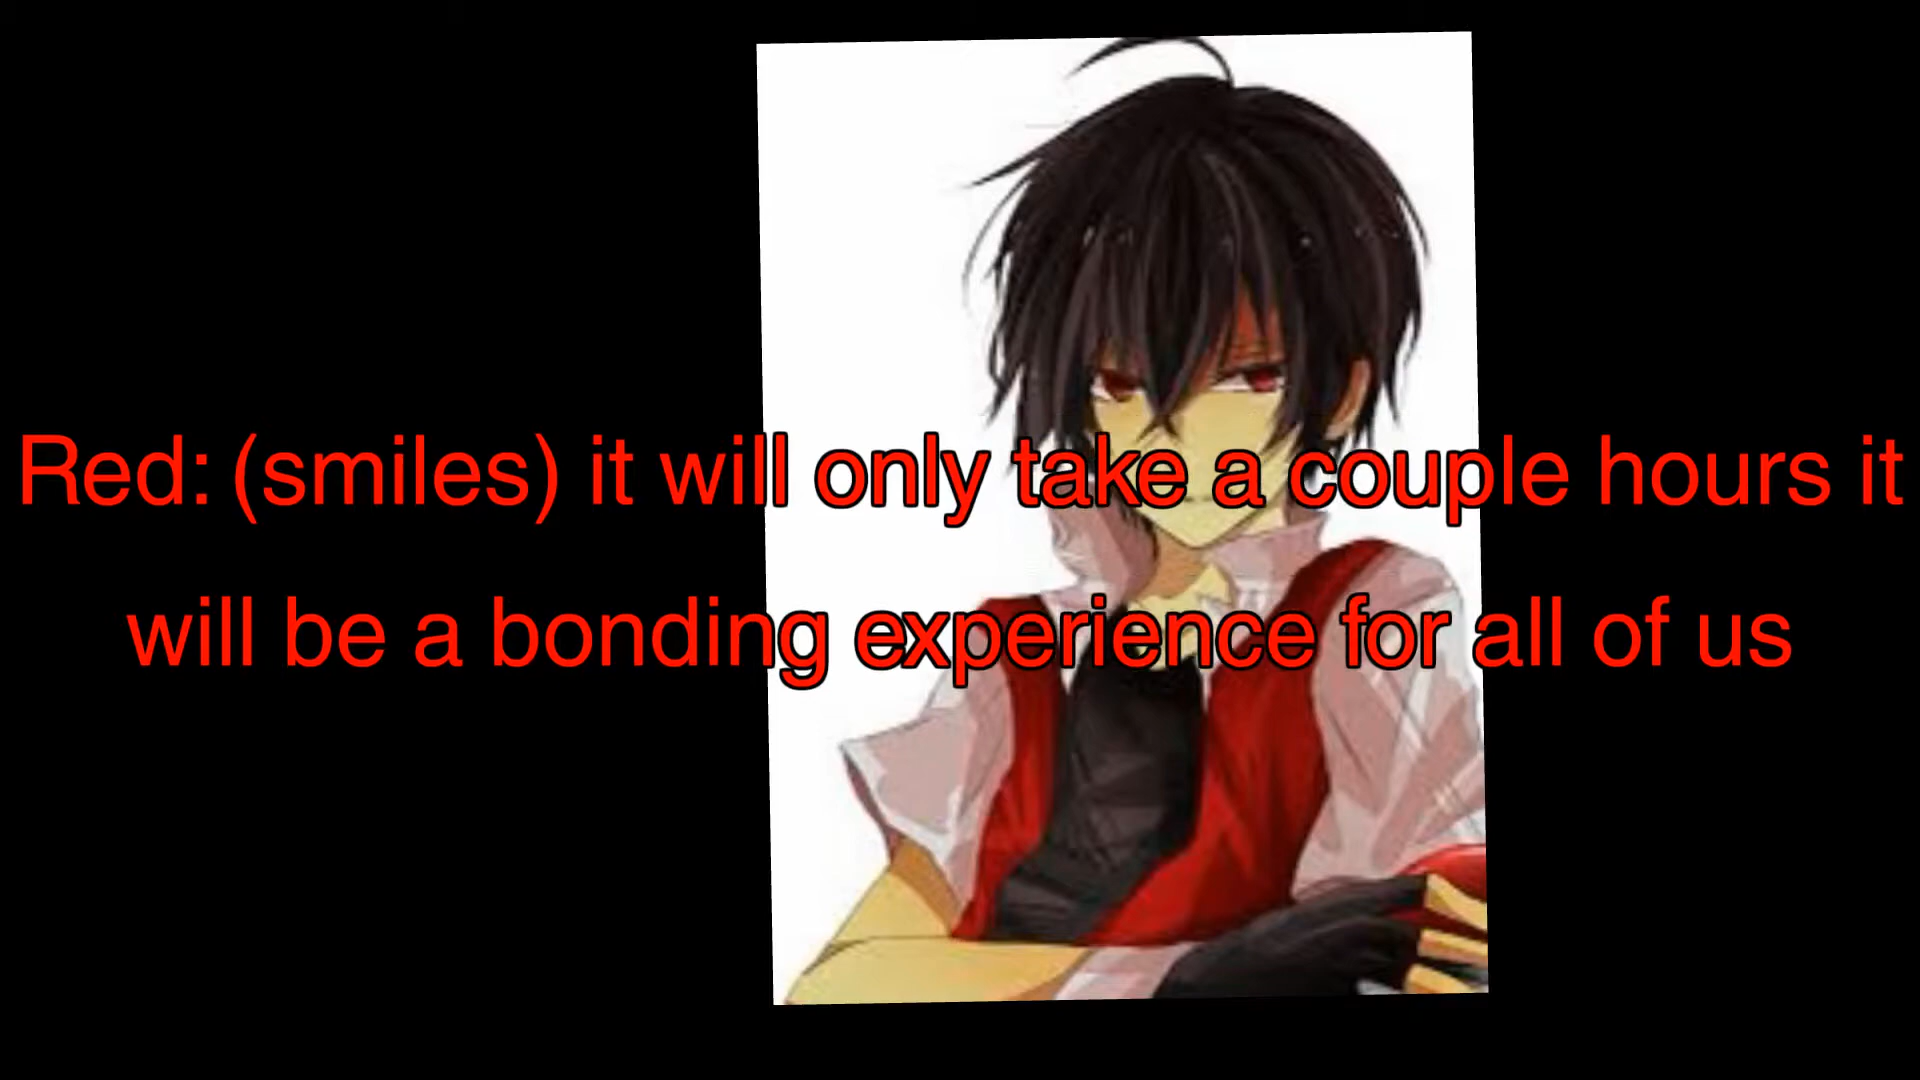 Red: (smiles) it will only take a couple hours it
will be a bonding experience for all of us